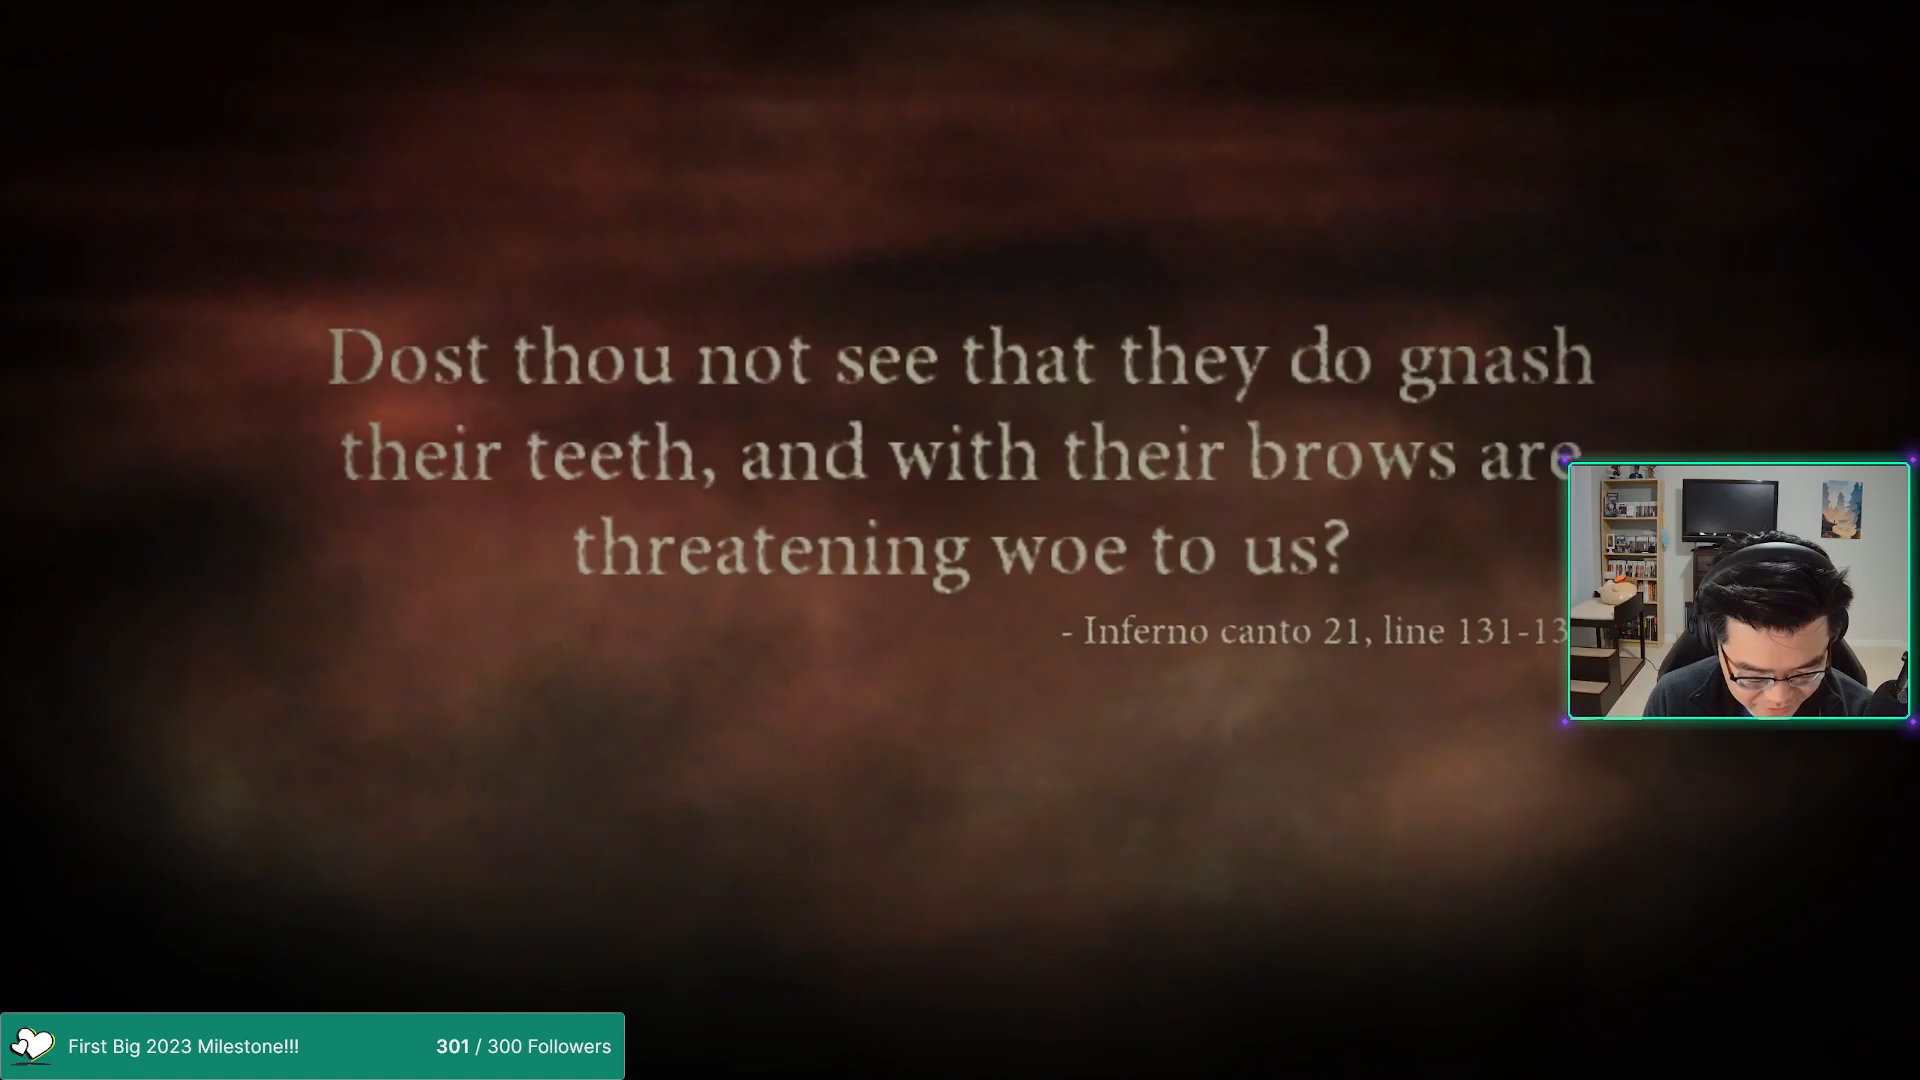 Dost thou not see that they do gnash
their teeth, and with their brows are
threatening woe to us?
- Inferno canto 21, line 131-13
First Big 2023 Milestone!!!
301 / 300 Followers